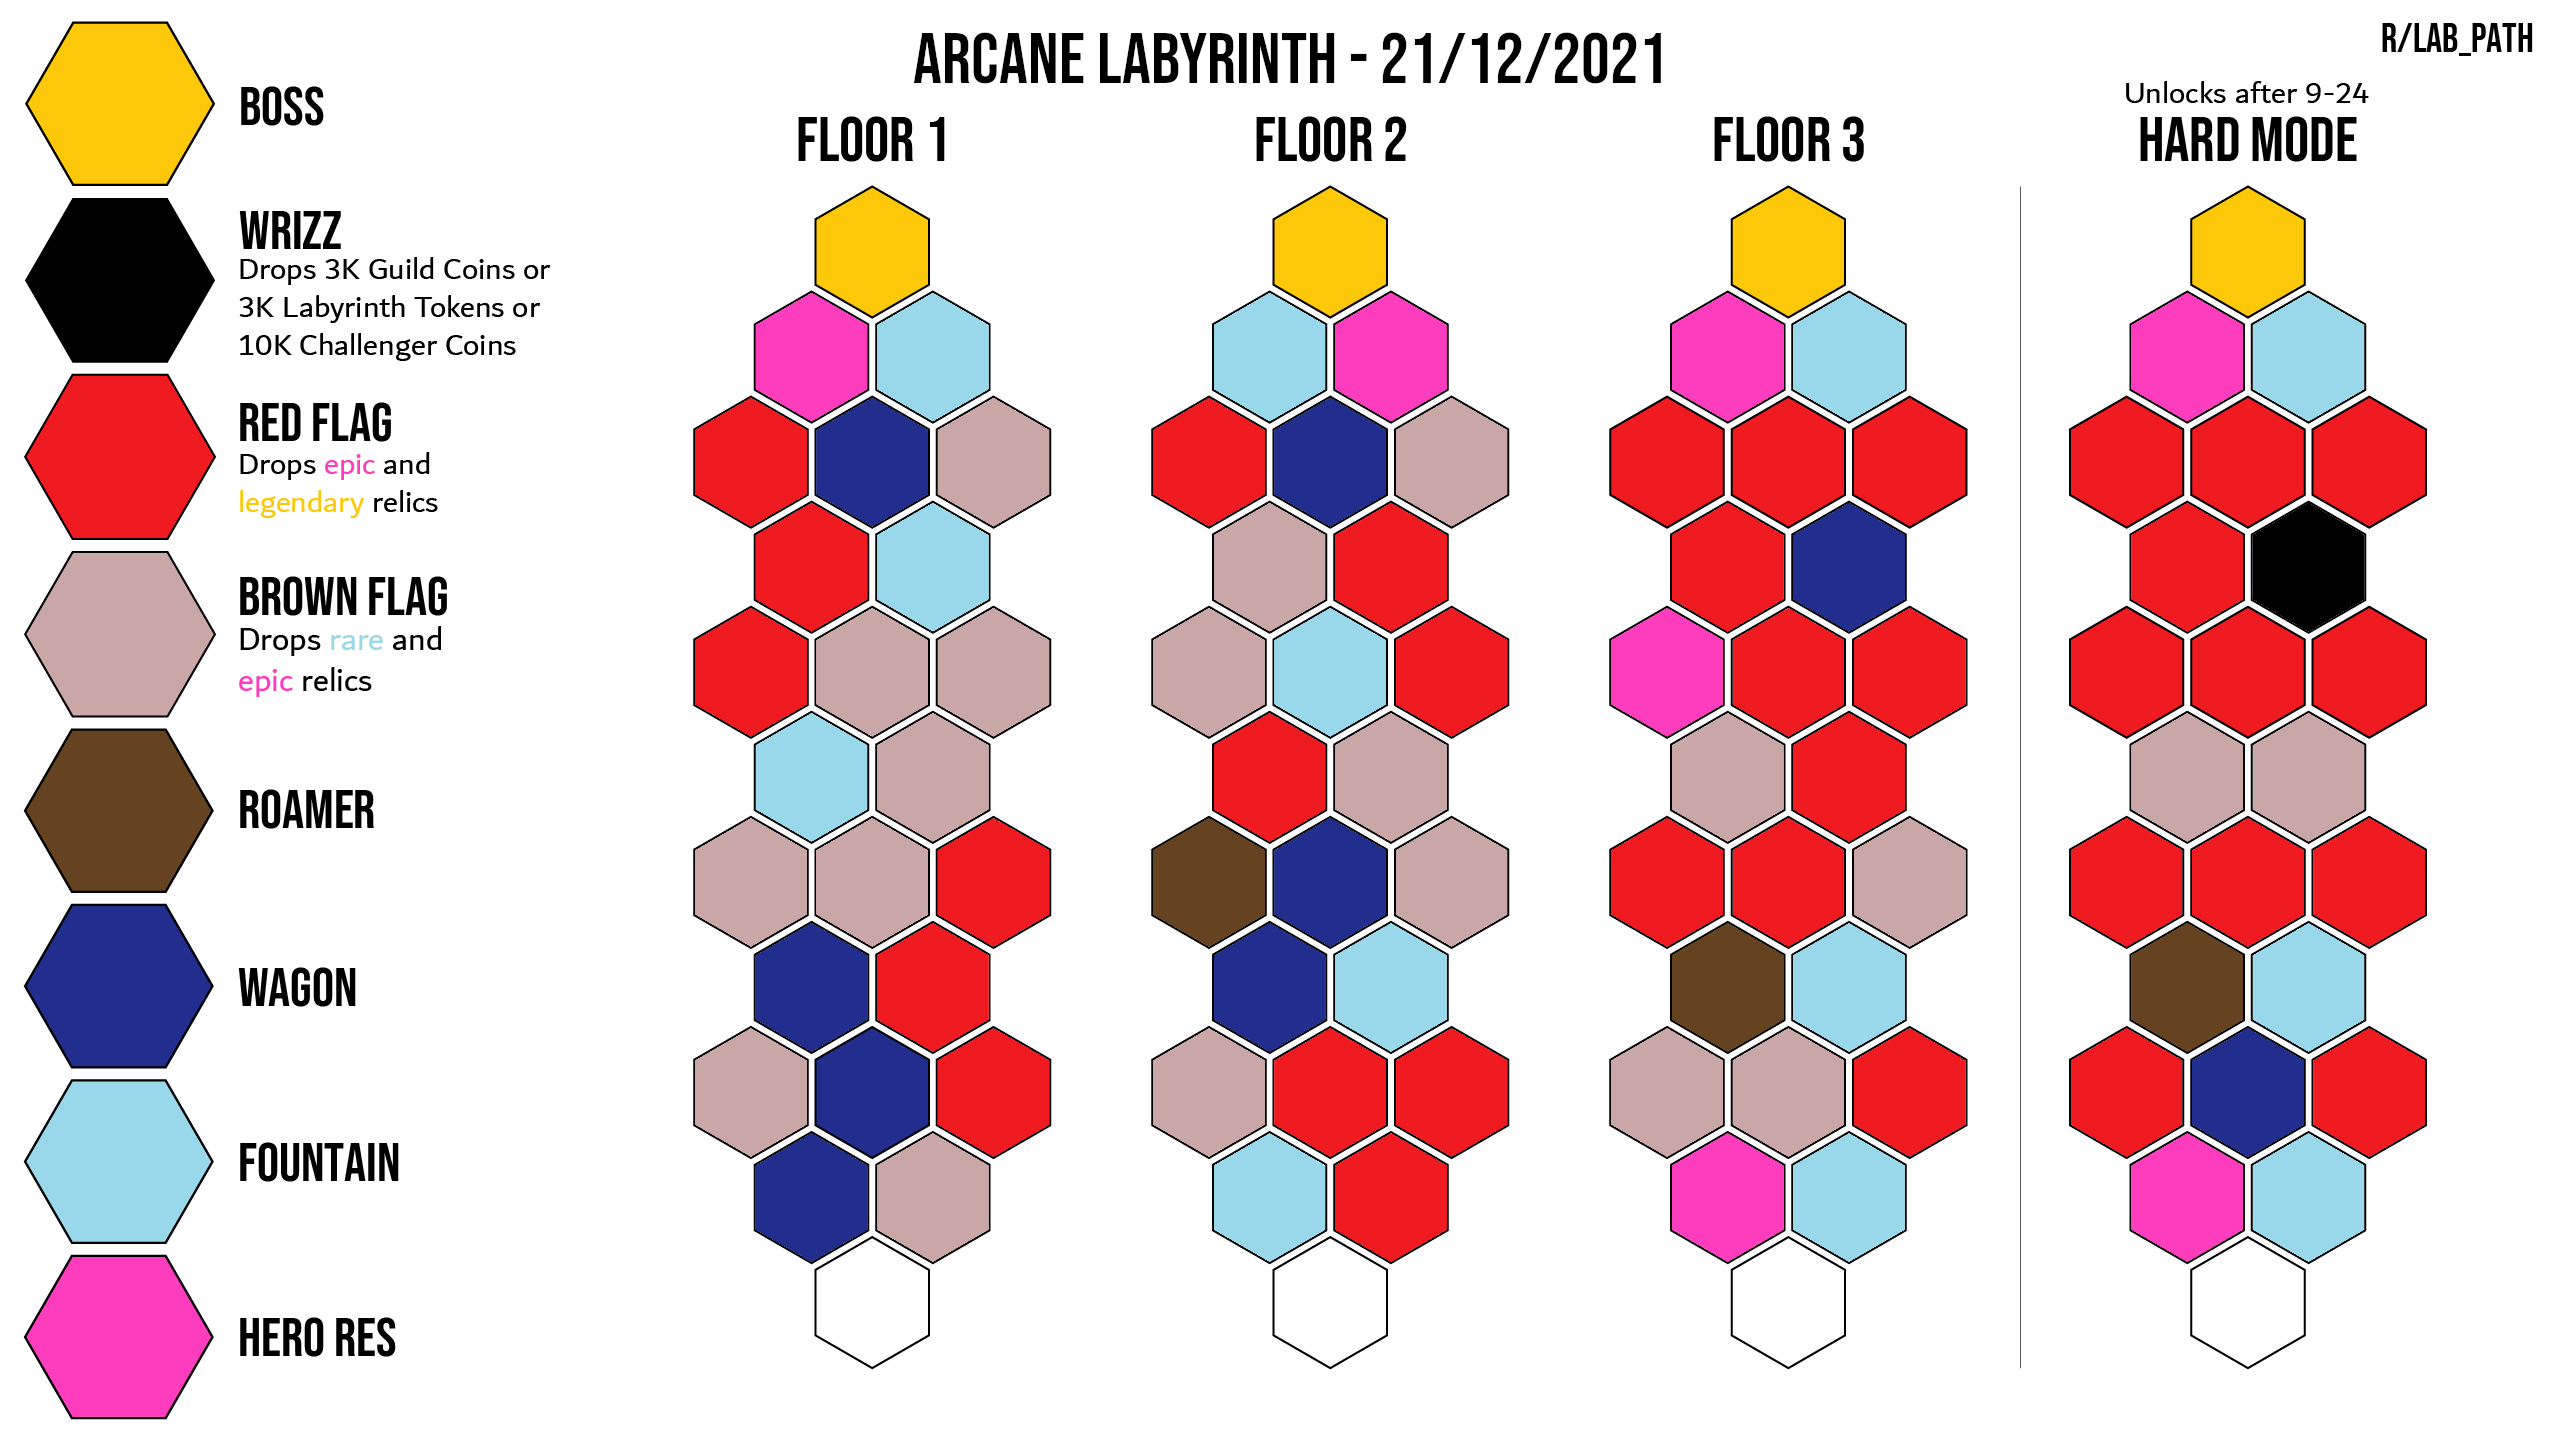 ARCANE LABYRINTH - 21/12/2021
R/LAB_PATH
FLOOR 1
FLOOR 2
FLOOR 3
Unlocks after 9-24
HARD MODE
BOSS
WRIZZ
Drops 3K Guild Coins or
3K Labyrinth Tokens or
10K Challenger Coins
RED FLAG
Drops epic and
legendary relics
BROWN FLAG
Drops rare and
epic relics
ROAMER
WAGON
FOUNTAIN
HERO RES